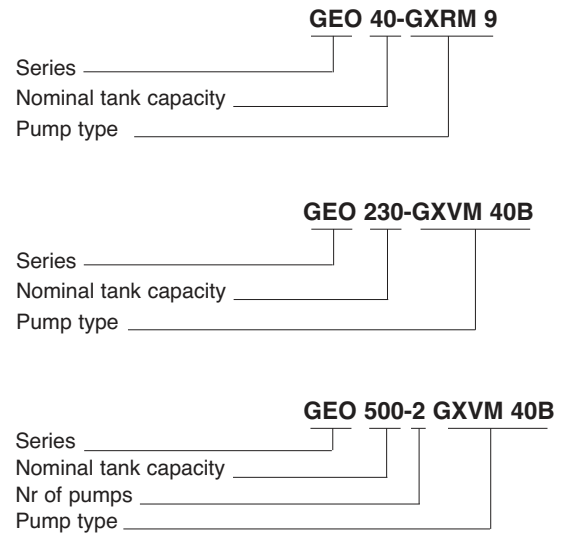 GEO 40-GXRM 9
Series
Nominal tank capacity
Pump type
GEO 230-GXVM 40B
Series
Nominal tank capacity
Pump type
GEO 500-2 GXVM 40B
Series
Nominal tank capacity
Nr of pumps
Pump type